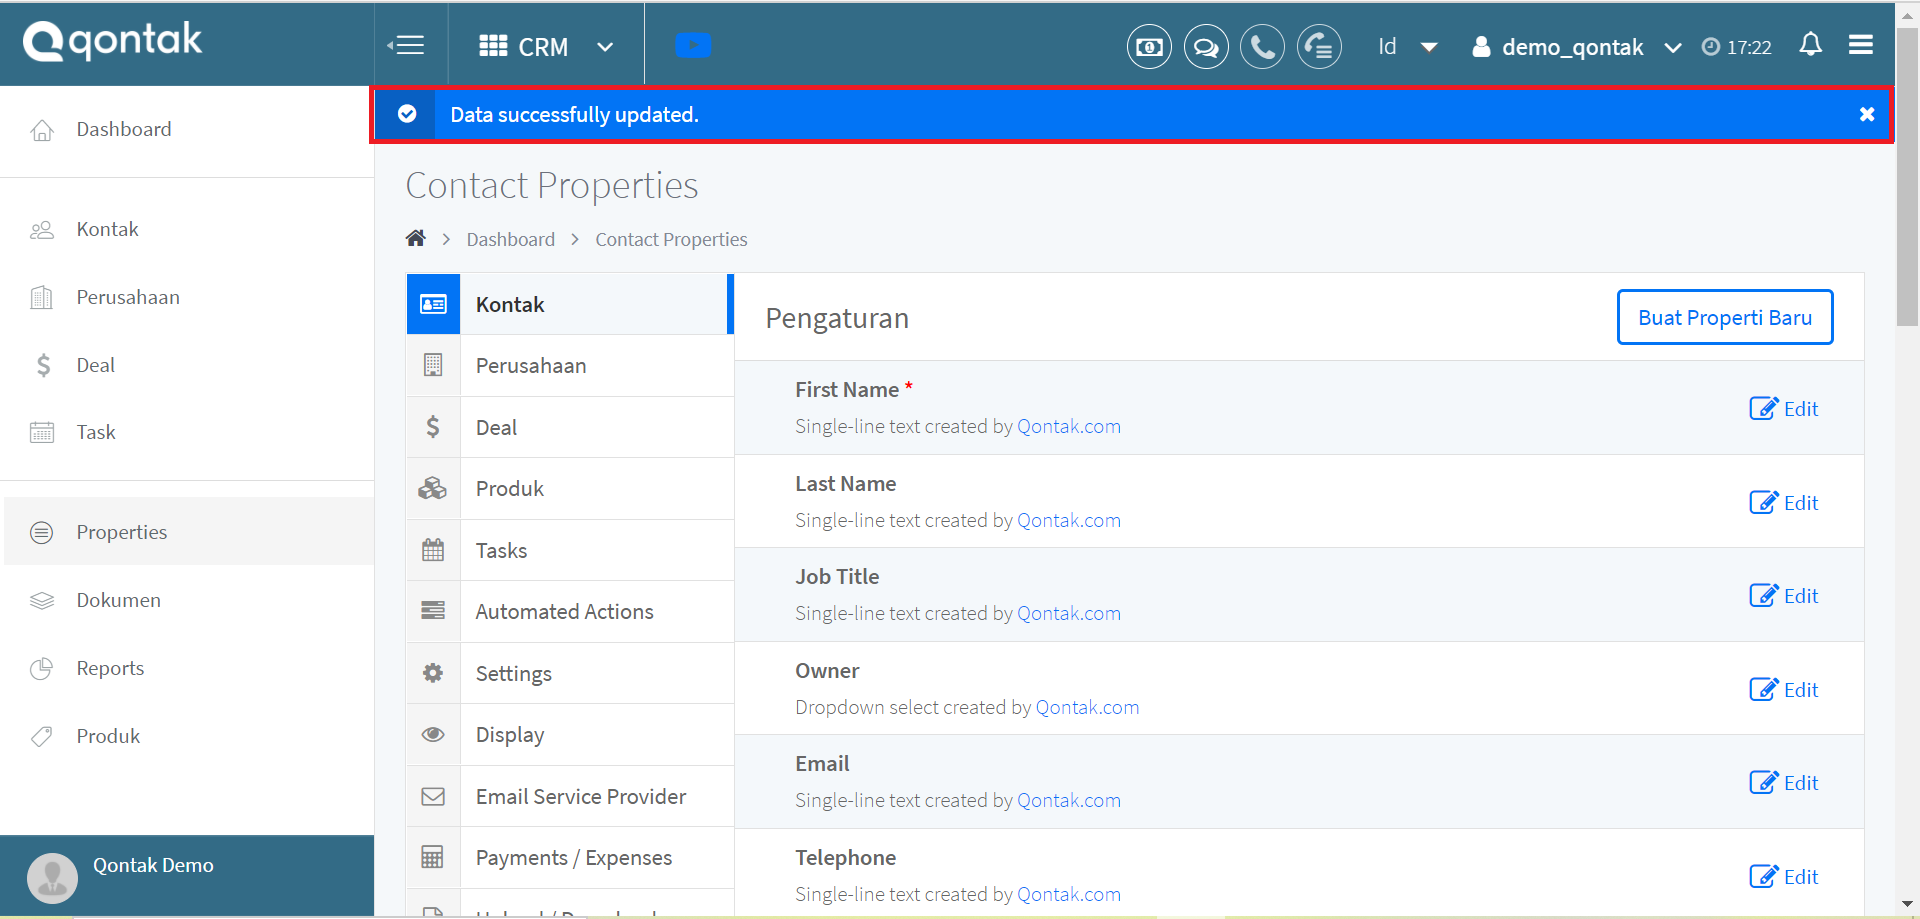 qontak
CRM
Id
demo_qontak
17:22
Data successfully updated.
Dashboard
Kontak
Perusahaan
Deal
Task
Properties
Dokumen
Reports
Produk
Qontak Demo
Contact Properties
Dashboard > Contact Properties
Kontak
Perusahaan
Deal
Produk
Tasks
Automated Actions
Settings
Display
Email Service Provider
Payments / Expenses
Pengaturan
Buat Properti Baru
First Name *
Single-line text created by Qontak.com
Edit
Last Name
Single-line text created by Qontak.com
Edit
Job Title
Single-line text created by Qontak.com
Edit
Owner
Dropdown select created by Qontak.com
Edit
Email
Single-line text created by Qontak.com
Edit
Telephone
Single-line text created by Qontak.com
Edit